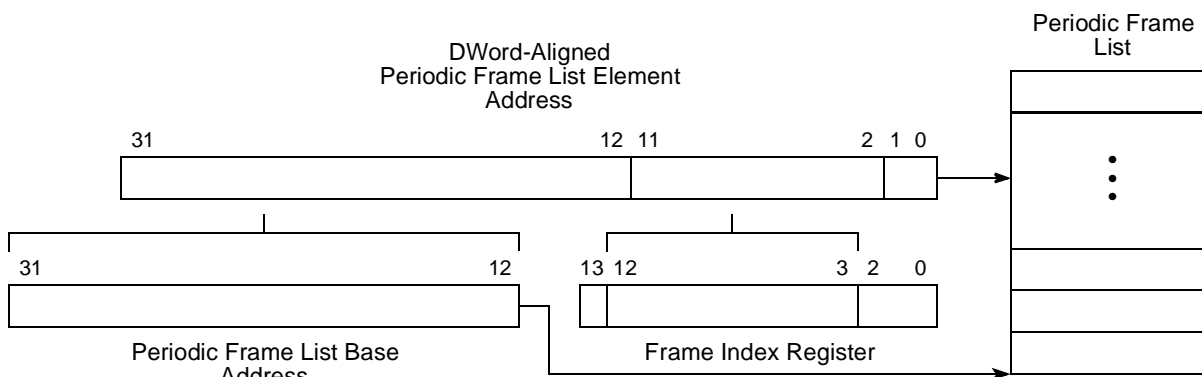 Periodic Frame
List
DWord-Aligned
Periodic Frame List Element
Address
31 12 11 2 1 0
31 12 13 12 3 2 0
Periodic Frame List Base
Address
Frame Index Register